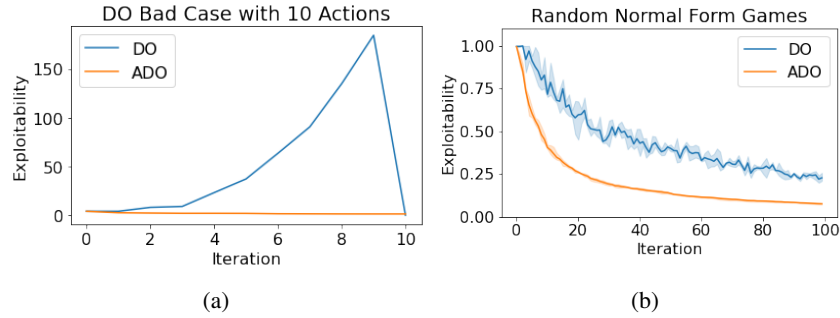 DO Bad Case with 10 Actions
DO
ADO
150
100
50
0
Exploitability
0 2 4 6 8 10
Iteration
(a)
Random Normal Form Games
DO
ADO
1.00
0.75
0.50
0.25
0.00
Exploitability
0 20 40 60 80 100
Iteration
(b)